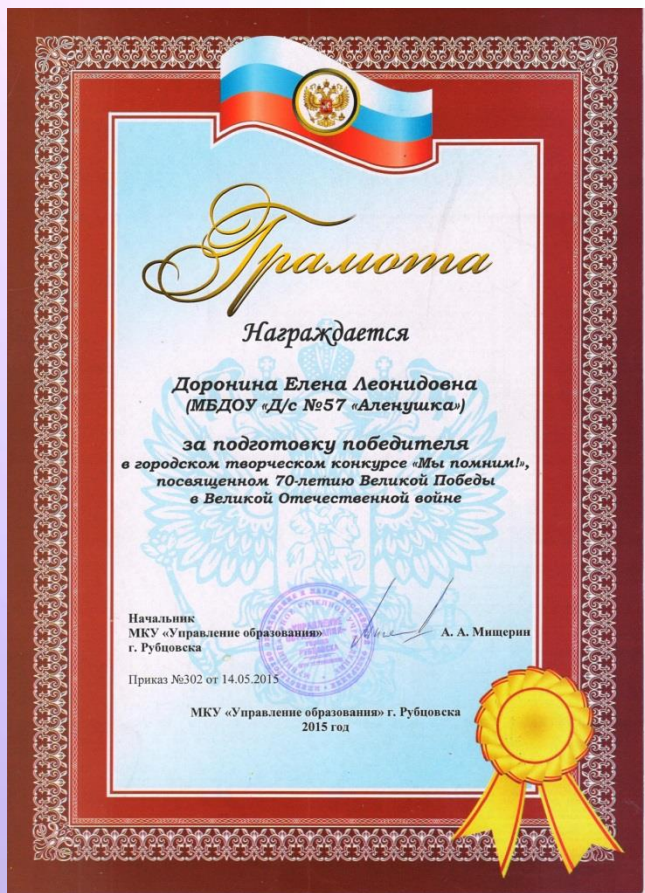 Грамота
Награждается
Доронина Елена Леонидовна
(МБДОУ «Д/с №57 «Аленушка»)
за подготовку победителя
в городском творческом конкурсе «Мы помним!»,
посвященном 70-летию Великой Победы
в Великой Отечественной войне
Начальник
МКУ «Управление образования»
г. Рубцовска
А. А. Мищерин
Приказ №302 от 14.05.2015
МКУ «Управление образования» г. Рубцовска
2015 год